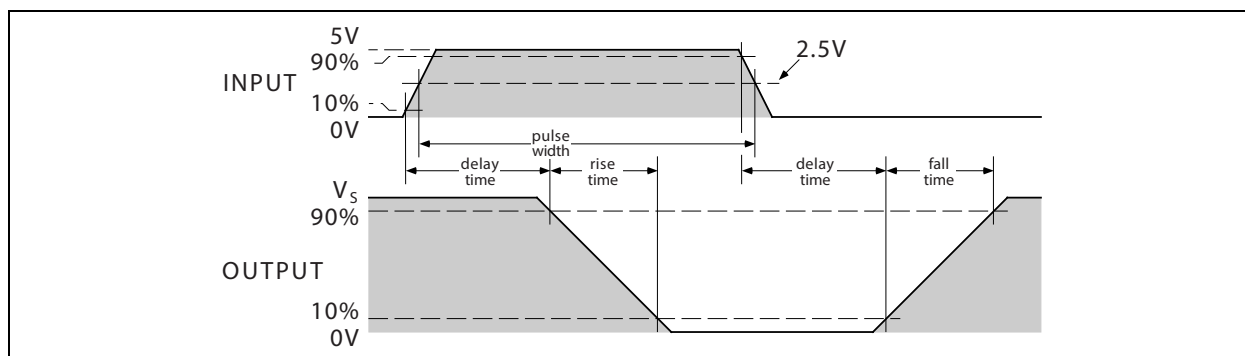 5V
90%
2.5V
INPUT
10%
0V
pulse
width
delay
time
rise
time
delay
time
fall
time
VS
90%
OUTPUT
10%
0V